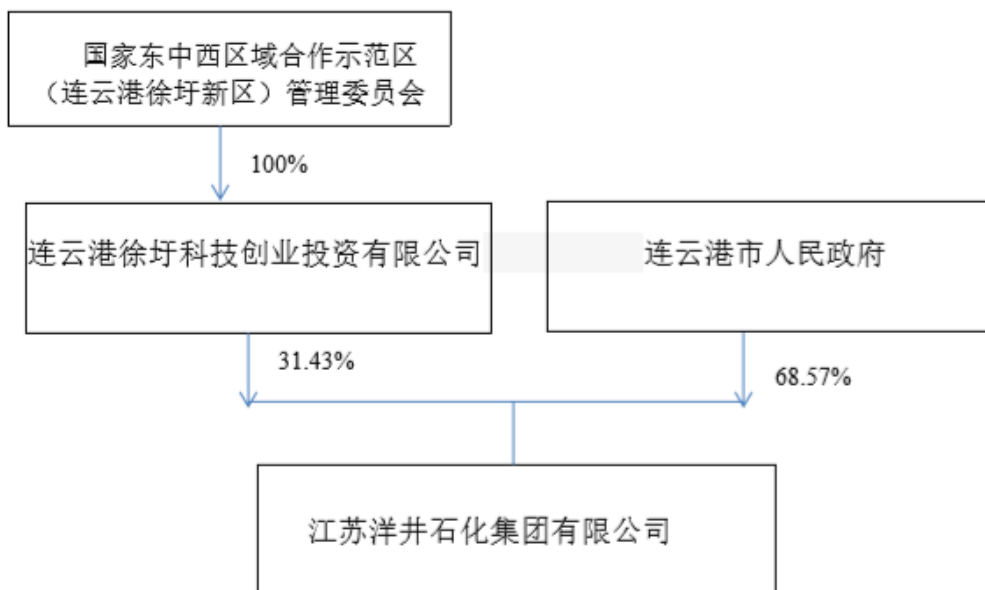 国家东中西区域合作示范区
（连云港徐圩新区）管理委员会
100%
连云港徐圩科技创业投资有限公司
连云港市人民政府
31.43%
68.57%
江苏洋井石化集团有限公司